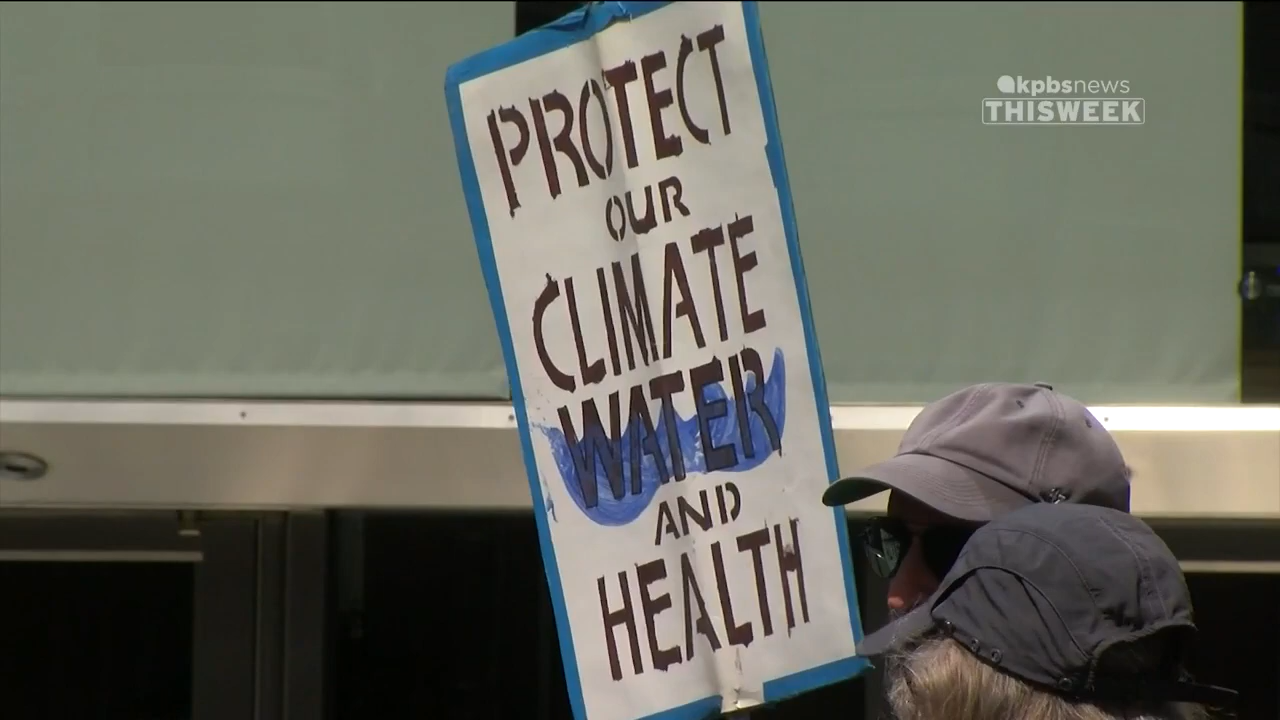 kpbsnews
THISWEEK
PROTECT
OUR
CLIMATE
WATER
AND
HEALTH